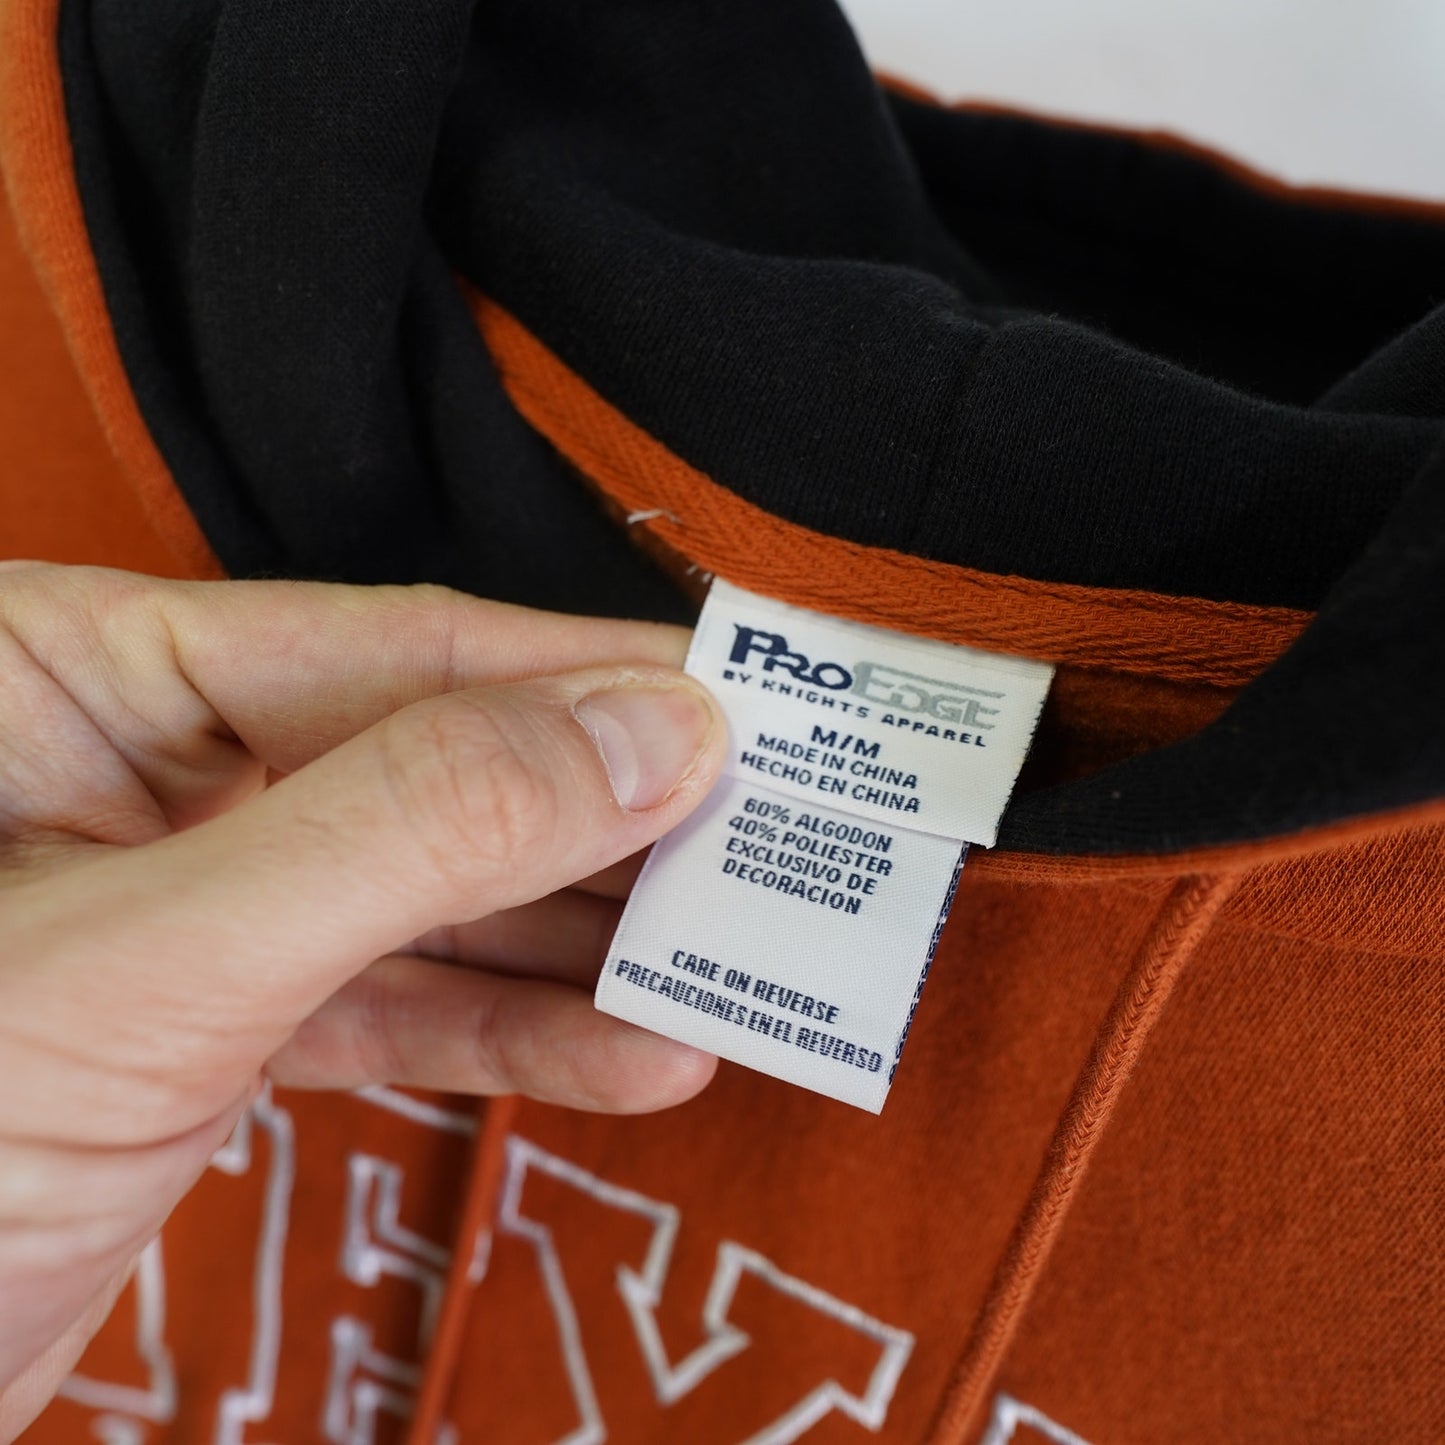 PROEDGE
BY KNIGHTS APPAREL
M/M
MADE IN CHINA
HECHO EN CHINA
60% ALGODON
40% POLIESTER
EXCLUSIVO DE
DECORACION
CARE ON REVERSE
PRECAUCIONES EN EL REVERSO